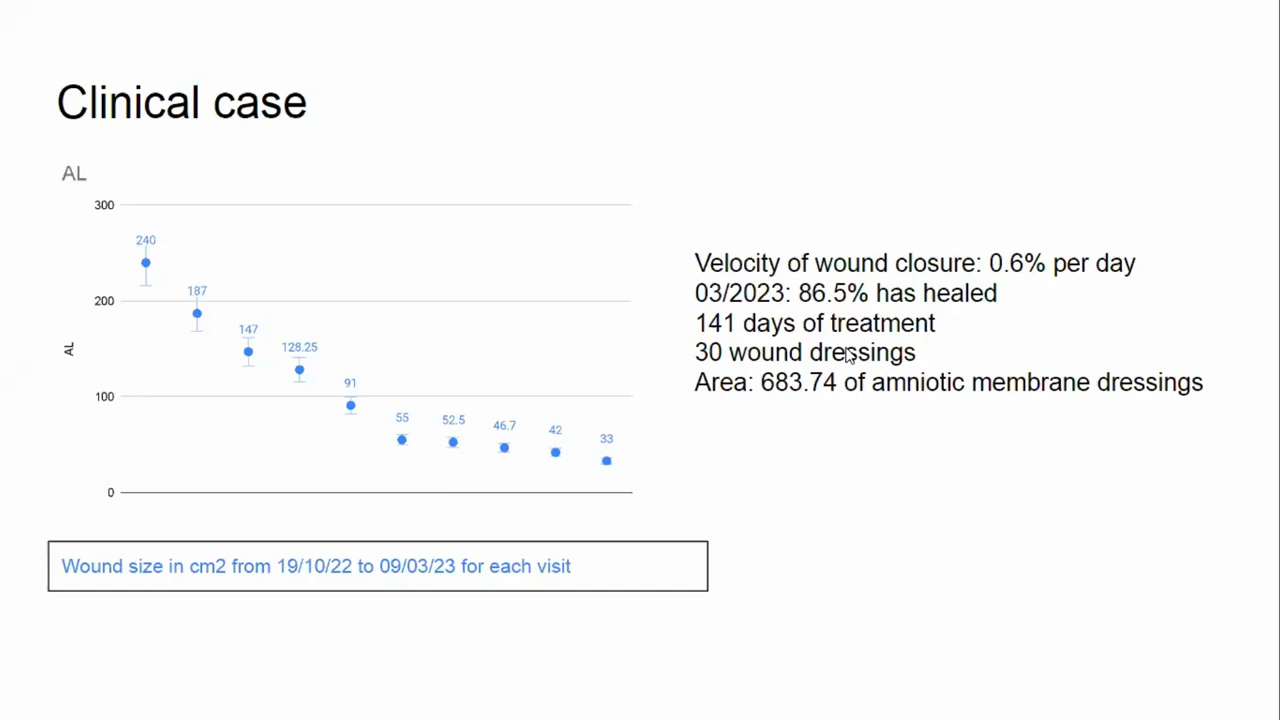 Clinical case
AL
300
200
100
0
AL
240
187
147
128.25
91
55
52.5
46.7
42
33
Wound size in cm2 from 19/10/22 to 09/03/23 for each visit
Velocity of wound closure: 0.6% per day
03/2023: 86.5% has healed
141 days of treatment
30 wound dressings
Area: 683.74 of amniotic membrane dressings